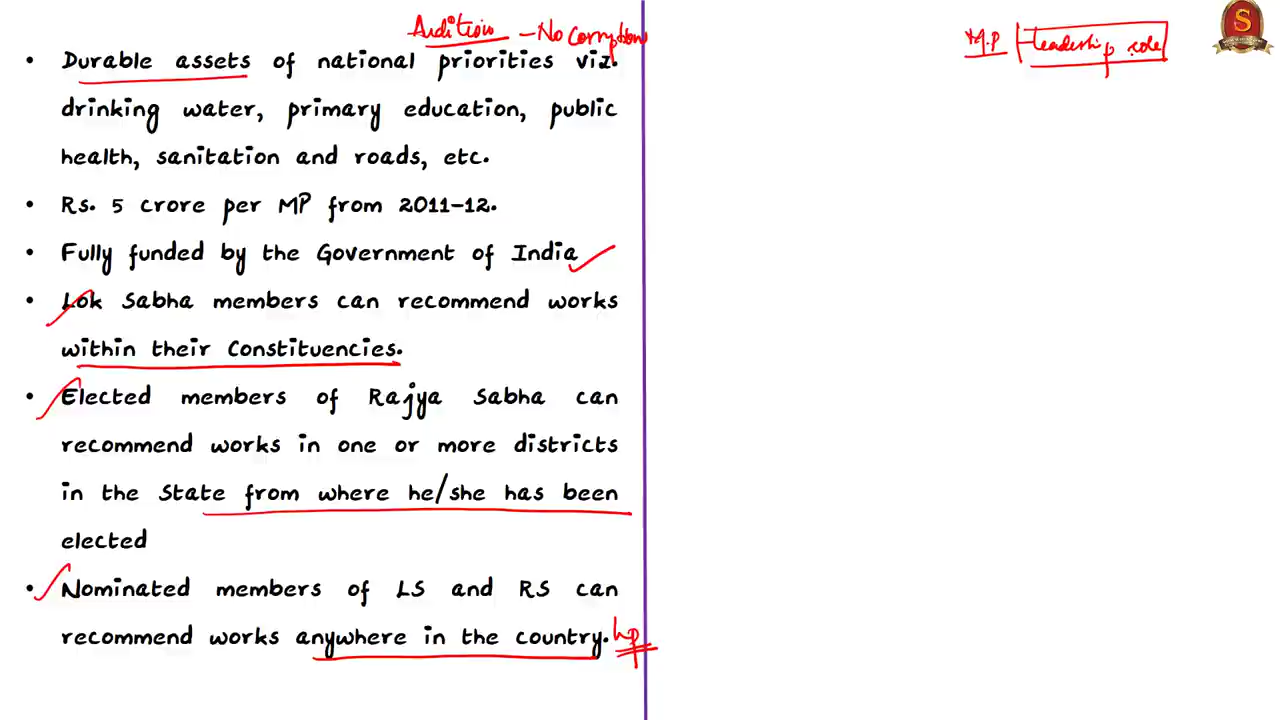 Audition - No Corruption
• Durable assets of national priorities viz.
drinking water, primary education, public
health, sanitation and roads, etc.
• Rs. 5 crore per MP from 2011-12.
• Fully funded by the Government of India
• Lok Sabha members can recommend works
within their Constituencies.
• Elected members of Rajya Sabha can
recommend works in one or more districts
in the State from where he/she has been
elected
• Nominated members of LS and RS can
recommend works anywhere in the country.
M.P leadership role
S